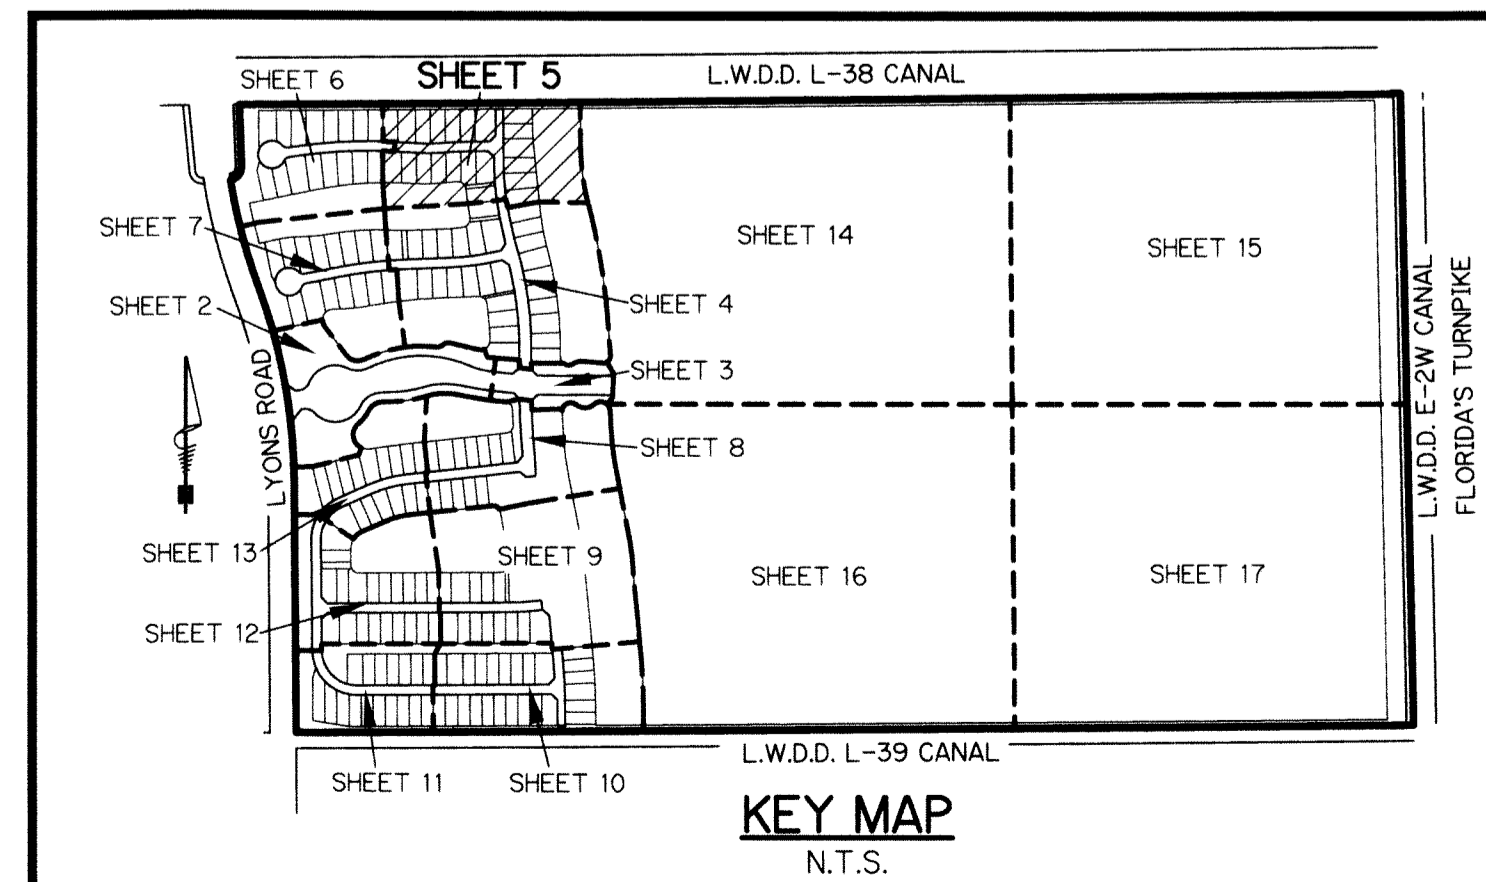 SHEET 6
SHEET 5
L.W.D.D. L-38 CANAL
SHEET 7
SHEET 14
SHEET 15
SHEET 2
SHEET 4
LYONS ROAD
SHEET 3
L.W.D.D. E-2W CANAL
FLORIDA'S TURNPIKE
SHEET 8
SHEET 13
SHEET 9
SHEET 16
SHEET 17
SHEET 12
L.W.D.D. L-39 CANAL
SHEET 11
SHEET 10
KEY MAP
N.T.S.